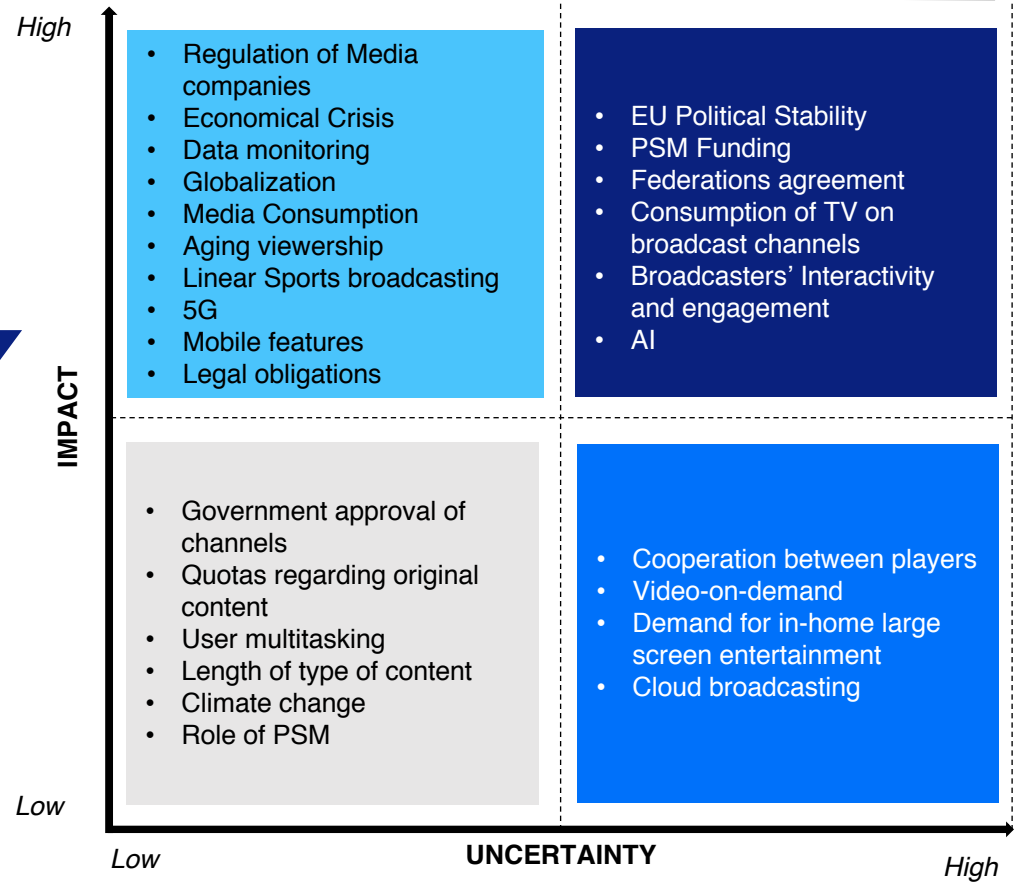 High
• Regulation of Media
companies
• Economical Crisis
• Data monitoring
• Globalization
• Media Consumption
• Aging viewership
• Linear Sports broadcasting
• 5G
• Mobile features
• Legal obligations
• EU Political Stability
• PSM Funding
• Federations agreement
• Consumption of TV on
broadcast channels
• Broadcasters’ Interactivity
and engagement
• AI
IMPACT
• Government approval of
channels
• Quotas regarding original
content
• User multitasking
• Length of type of content
• Climate change
• Role of PSM
• Cooperation between players
• Video-on-demand
• Demand for in-home large
screen entertainment
• Cloud broadcasting
Low
Low
UNCERTAINTY
High